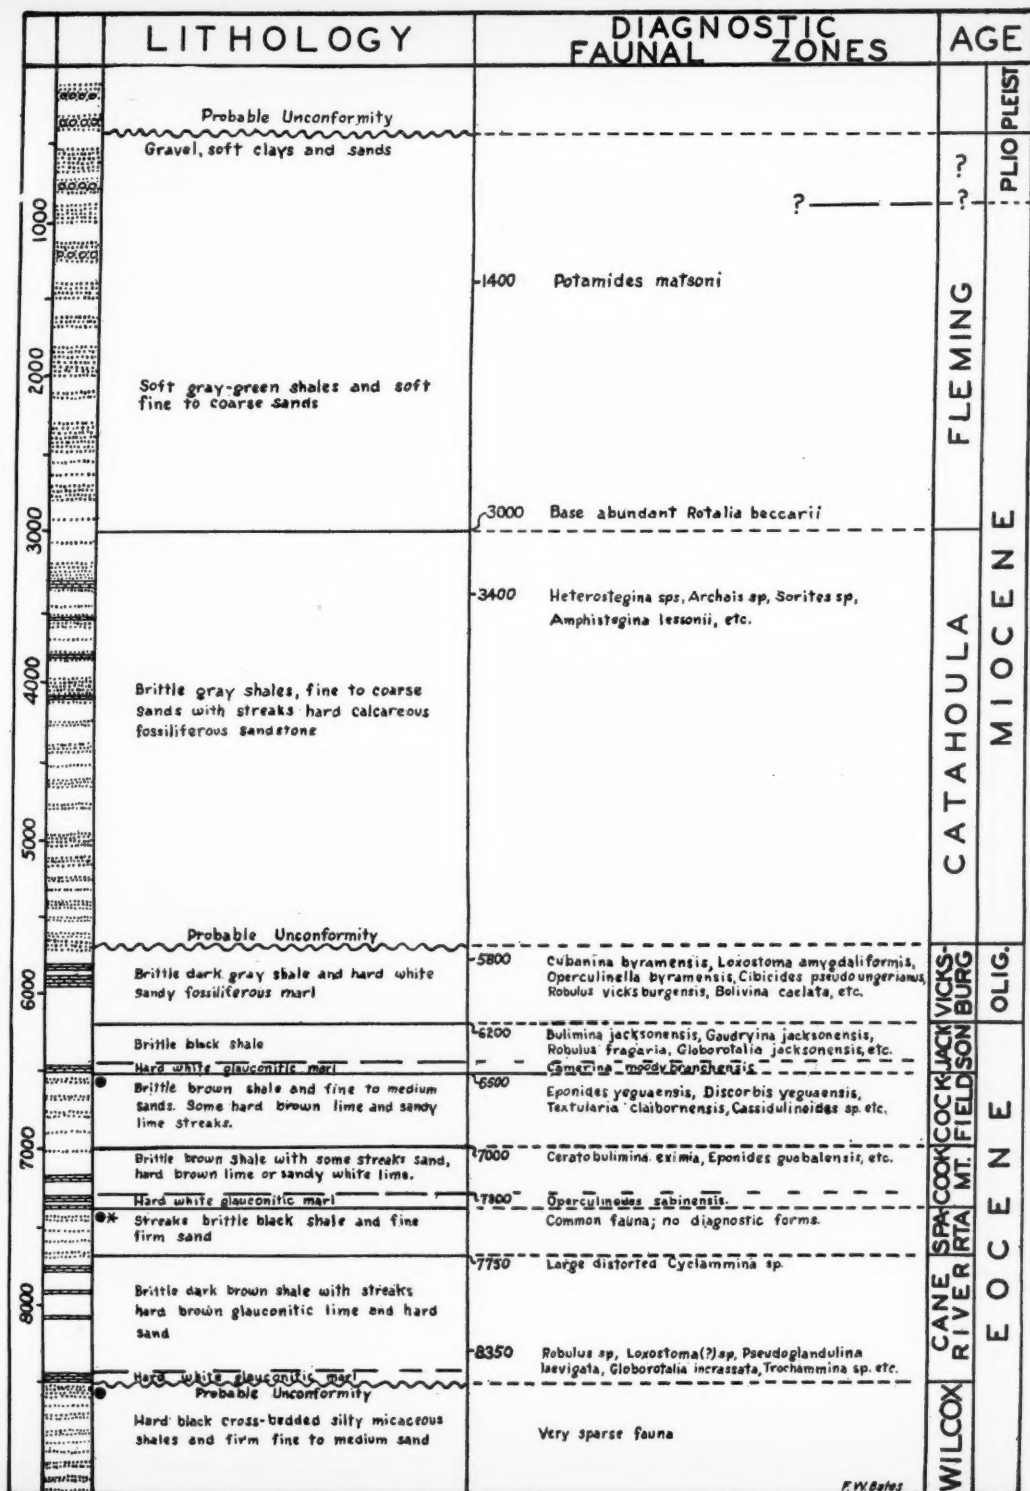 LITHOLOGY
DIAGNOSTIC
FAUNAL ZONES
AGE
Probable Unconformity
Gravel, soft clays and sands
Soft gray-green shales and soft
fine to coarse sands
Brittle gray shales, fine to coarse
sands with streaks hard calcareous
fossiliferous sandstone
Probable Unconformity
Brittle dark gray shale and hard white
sandy fossiliferous marl
Brittle black shale
Hard white glauconitic marl
Brittle brown shale and fine to medium
sands. Some hard brown lime and sandy
lime streaks.
Brittle brown shale with some streaks sand,
hard brown lime or sandy white lime.
Hard white glauconitic marl
* Streaks brittle black shale and fine
firm sand
Brittle dark brown shale with streaks
hard brown glauconitic lime and hard
sand
Hard white glauconitic marl
Probable Unconformity
Hard black cross-bedded silty micaceous
shales and firm fine to medium sand
1000
2000
3000
4000
5000
6000
7000
8000
?
1400 Potamides matsoni
3000 Base abundant Rotalia beccarii
3400 Heterostegina sps, Archais sp, Sorites sp,
Amphistegina lessonii, etc.
5800 Cubanina byramensis, Loxostoma amygdaliformis,
Operculinella byramensis, Cibicides pseudoungerianus,
Robulus vicksburgensis, Bolivina caelata, etc.
6200 Bulimina jacksonensis, Gaudryina jacksonensis,
Robulus fragaria, Globorotalia jacksonensis, etc.
Camerina moodybranchensis
6500 Eponides yeguaensis, Discorbis yeguaensis,
Textularia claibornensis, Cassidulinoides sp. etc.
7000 Ceratobulimina eximia, Eponides guabalensis, etc.
7300 Operculinoides sabinensis.
Common fauna; no diagnostic forms.
7750 Large distorted Cyclammina sp.
8350 Robulus sp, Loxostoma(?) sp, Pseudoglandulina
laevigata, Globorotalia incrassata, Trochammina sp. etc.
Very sparse fauna
F.W. Bates
?
?
FLEMING
CATAHOULA
VICKS-
BURG
JACK
SON
COCK
FIELD
COOK
MT.
SPA
RTA
CANE
RIVER
WILCOX
PLEIST
PLIO
MIOCENE
OLIG.
EOCENE